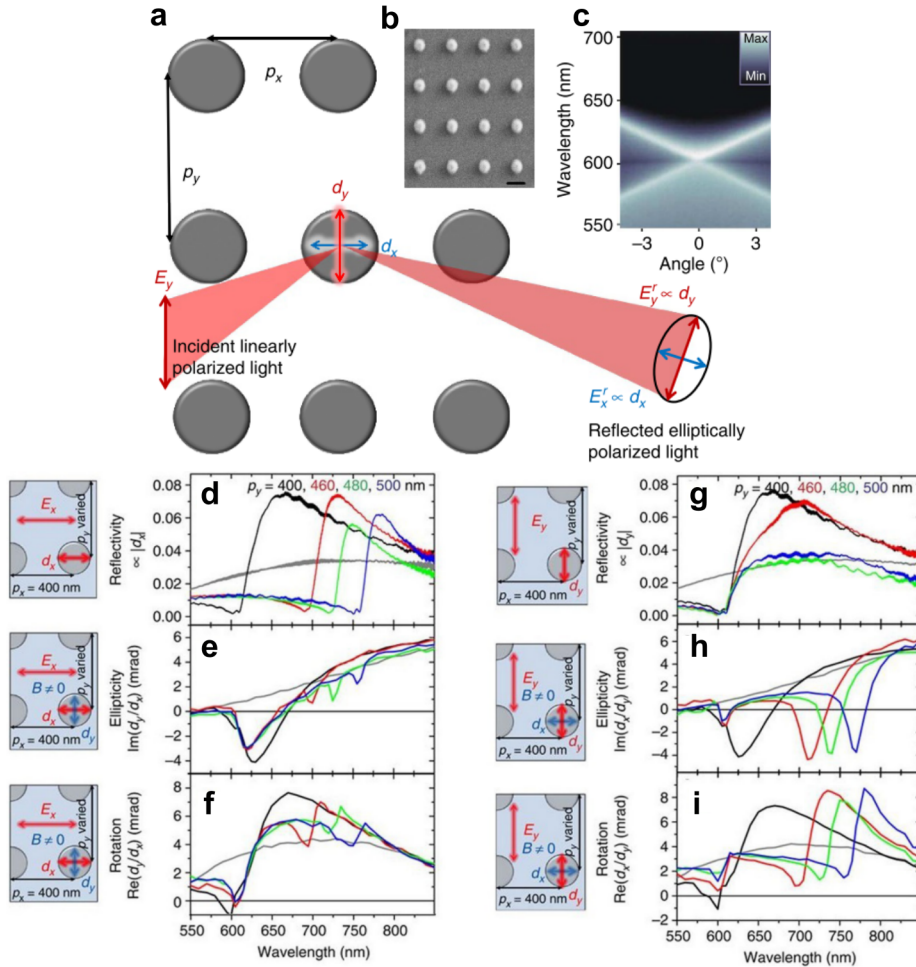 a
p_x
p_y
d_y
d_x
E_y
Incident linearly
polarized light
E_y^r ∝ d_y
E_x^r ∝ d_x
Reflected elliptically
polarized light
b
c
Max
Min
Wavelength (nm)
700
650
600
550
−3 0 3
Angle (°)
E_x
d_x
p_y varied
p_x = 400 nm
d
p_y = 400, 460, 480, 500 nm
Reflectivity
∝ |d_x|
0.08
0.06
0.04
0.02
0.00
E_x
B ≠ 0
d_x
d_y
p_y varied
p_x = 400 nm
e
Ellipticity
Im(d_y/d_x) (mrad)
6
4
2
0
−2
−4
E_x
B ≠ 0
d_x
d_y
p_y varied
p_x = 400 nm
f
Rotation
Re(d_y/d_x) (mrad)
8
6
4
2
0
550 600 650 700 750 800
Wavelength (nm)
E_y
d_y
p_y varied
p_x = 400 nm
g
p_y = 400, 460, 480, 500 nm
Reflectivity
∝ |d_y|
0.08
0.06
0.04
0.02
0.00
E_y
B ≠ 0
d_x
d_y
p_y varied
p_x = 400 nm
h
Ellipticity
Im(d_x/d_y) (mrad)
6
4
2
0
−2
−4
E_y
B ≠ 0
d_x
d_y
p_y varied
p_x = 400 nm
i
Rotation
Re(d_x/d_y) (mrad)
8
6
4
2
0
−2
550 600 650 700 750 800
Wavelength (nm)